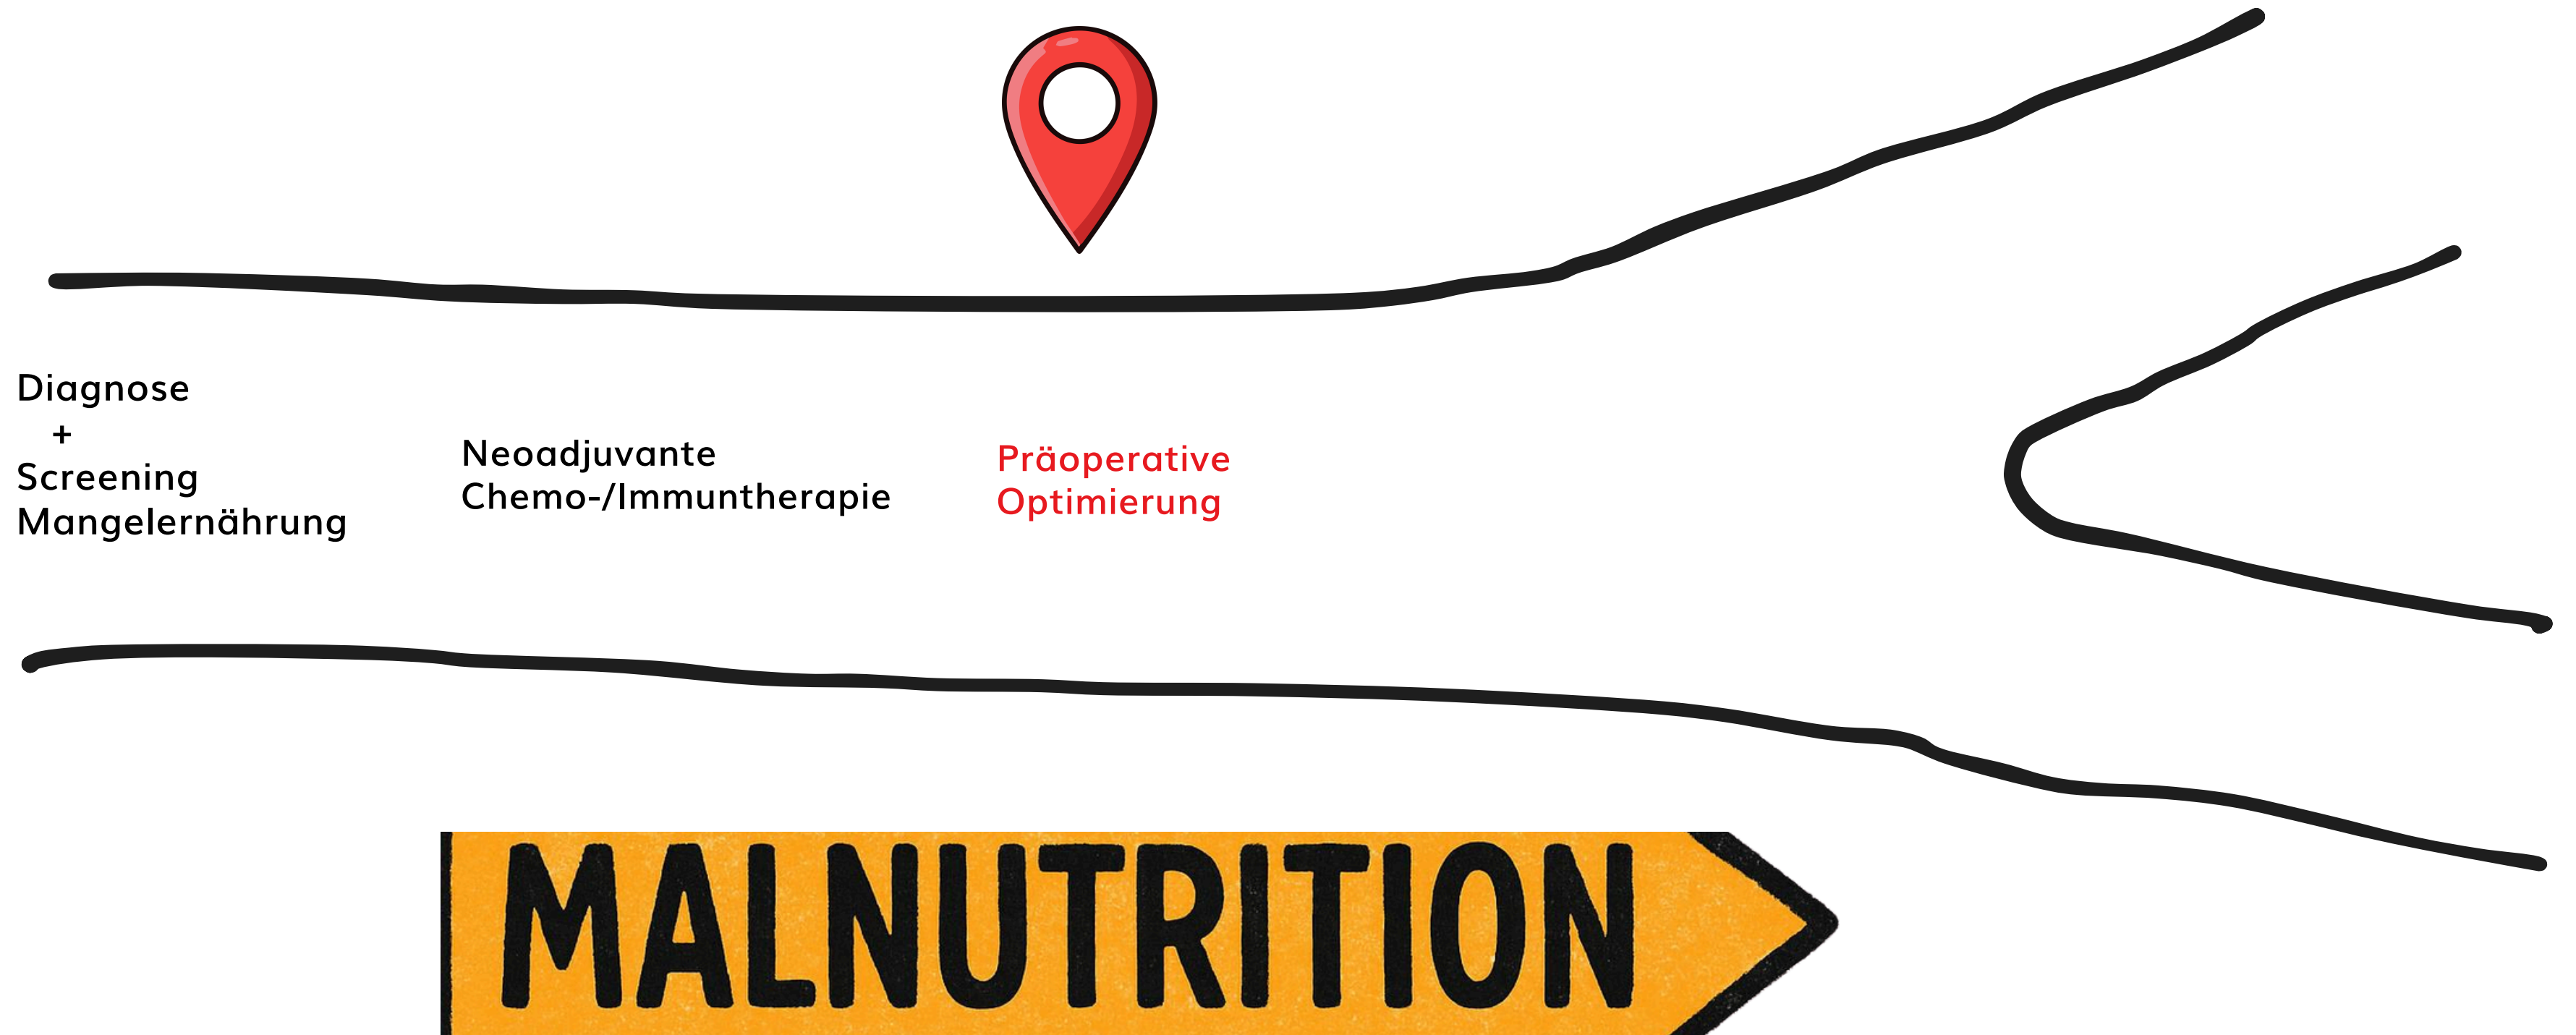 Diagnose
+
Screening
Mangelernährung
Neoadjuvante
Chemo-/Immuntherapie
Präoperative
Optimierung
MALNUTRITION